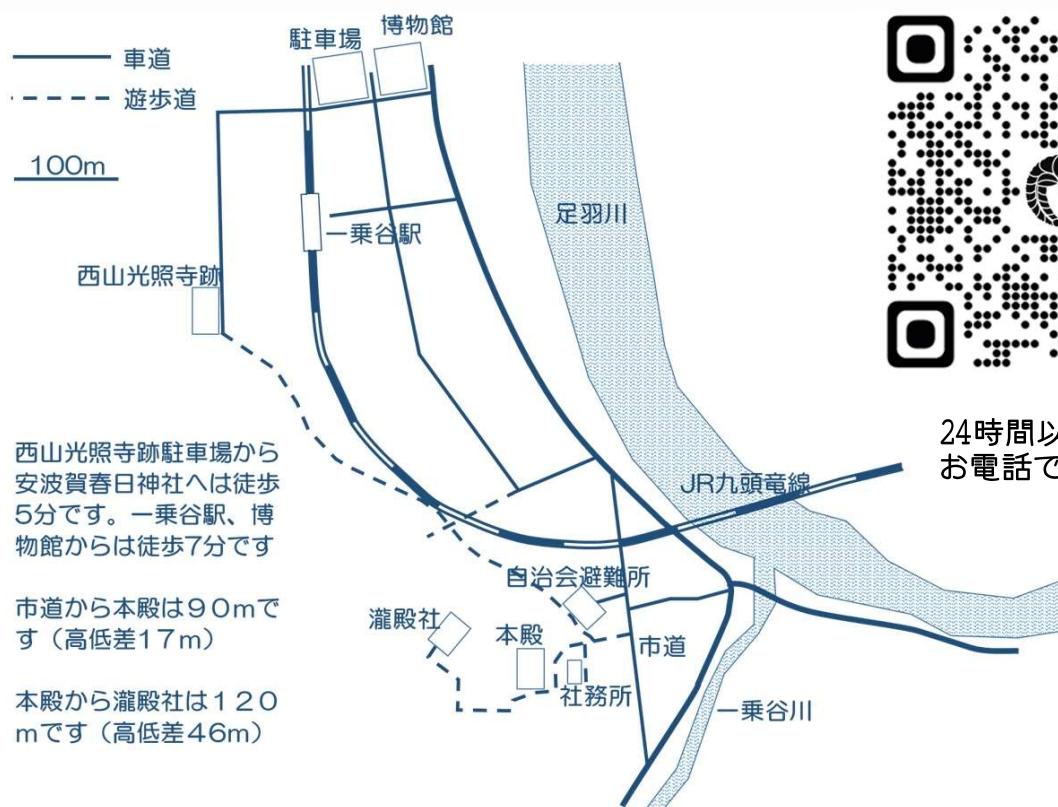 博物館
駐車場
車道
遊歩道
100m
足羽川
一乗谷駅
西山光照寺跡
西山光照寺跡駐車場から
安波賀春日神社へは徒歩
5分です。一乗谷駅、博
物館からは徒歩7分です
24時間以
お電話で
JR九頭竜線
自治会避難所
市道から本殿は90mで
す（高低差17m）
瀧殿社
本殿
市道
社務所
本殿から瀧殿社は120
mです（高低差46m）
一乗谷川